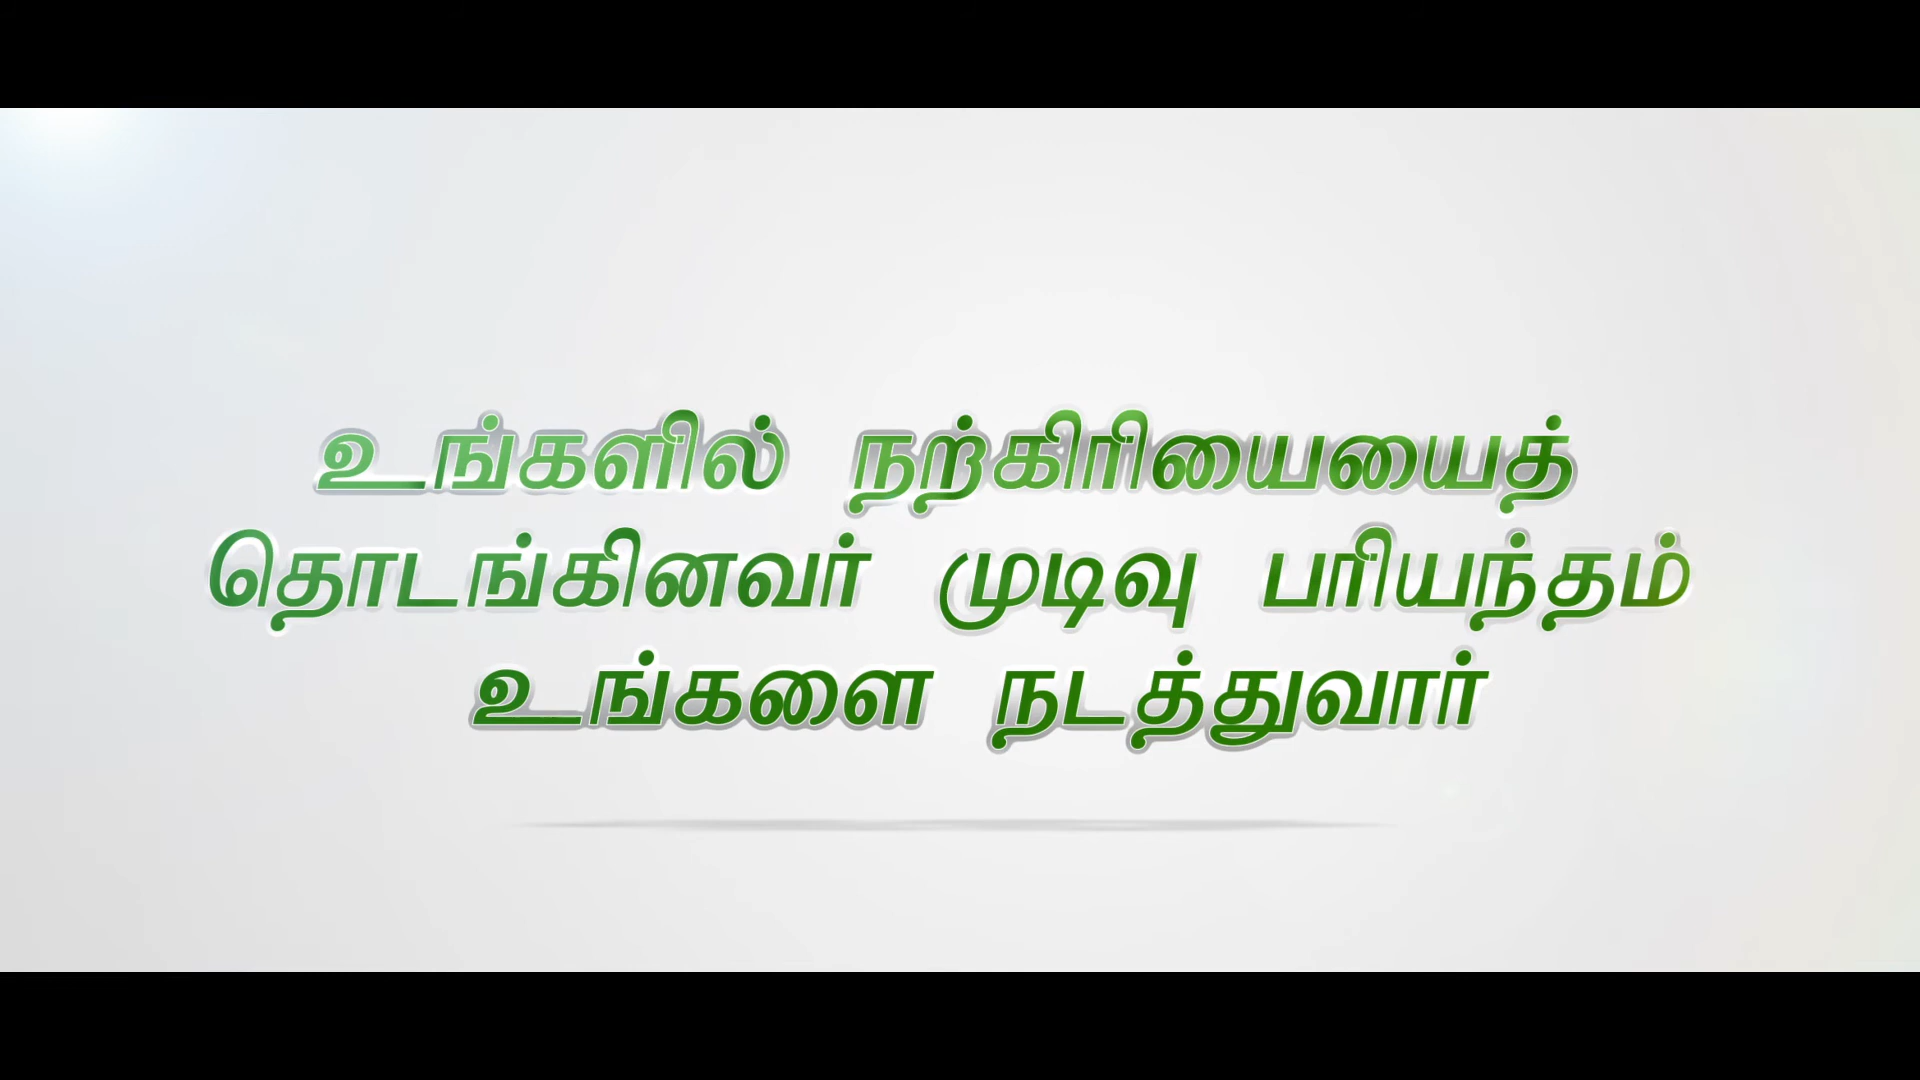 உங்களில் நற்கிரியையைத்
தொடங்கினவர் முடிவு பரியந்தம்
உங்களை நடத்துவார்